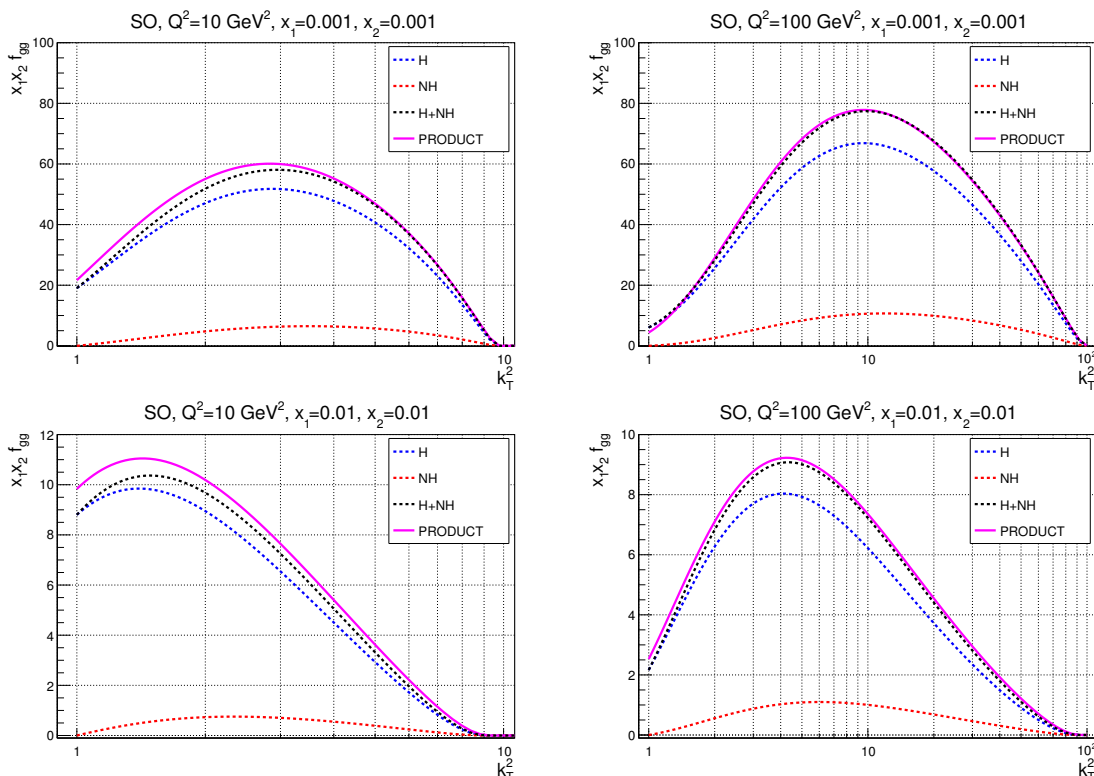 SO, Q²=10 GeV², x₁=0.001, x₂=0.001
x₁x₂ f_gg
100
80
60
40
20
0
1
10
k_T²
H
NH
H+NH
PRODUCT
SO, Q²=100 GeV², x₁=0.001, x₂=0.001
x₁x₂ f_gg
100
80
60
40
20
0
1
10
10²
k_T²
H
NH
H+NH
PRODUCT
SO, Q²=10 GeV², x₁=0.01, x₂=0.01
x₁x₂ f_gg
12
10
8
6
4
2
0
1
10
k_T²
H
NH
H+NH
PRODUCT
SO, Q²=100 GeV², x₁=0.01, x₂=0.01
x₁x₂ f_gg
10
8
6
4
2
0
1
10
10²
k_T²
H
NH
H+NH
PRODUCT